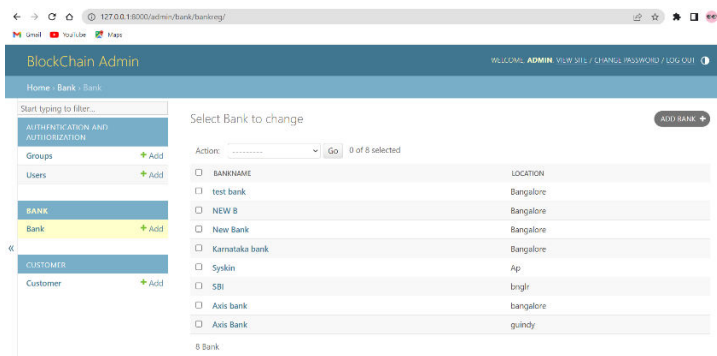 127.0.0.1:8000/admin/bank/bankreg/
Gmail YouTube Maps
BlockChain Admin
WELCOME, ADMIN. VIEW SITE / CHANGE PASSWORD / LOG OUT
Home › Bank › Bank
Start typing to filter...
AUTHENTICATION AND
AUTHORIZATION
Groups + Add
Users + Add
BANK
Bank + Add
«
CUSTOMER
Customer + Add
Select Bank to change
ADD BANK +
Action: --------- Go 0 of 8 selected
BANKNAME LOCATION
test bank Bangalore
NEW B Bangalore
New Bank Bangalore
Karnataka bank Bangalore
Syskin Ap
SBI bnglr
Axis bank bangalore
Axis Bank guindy
8 Bank